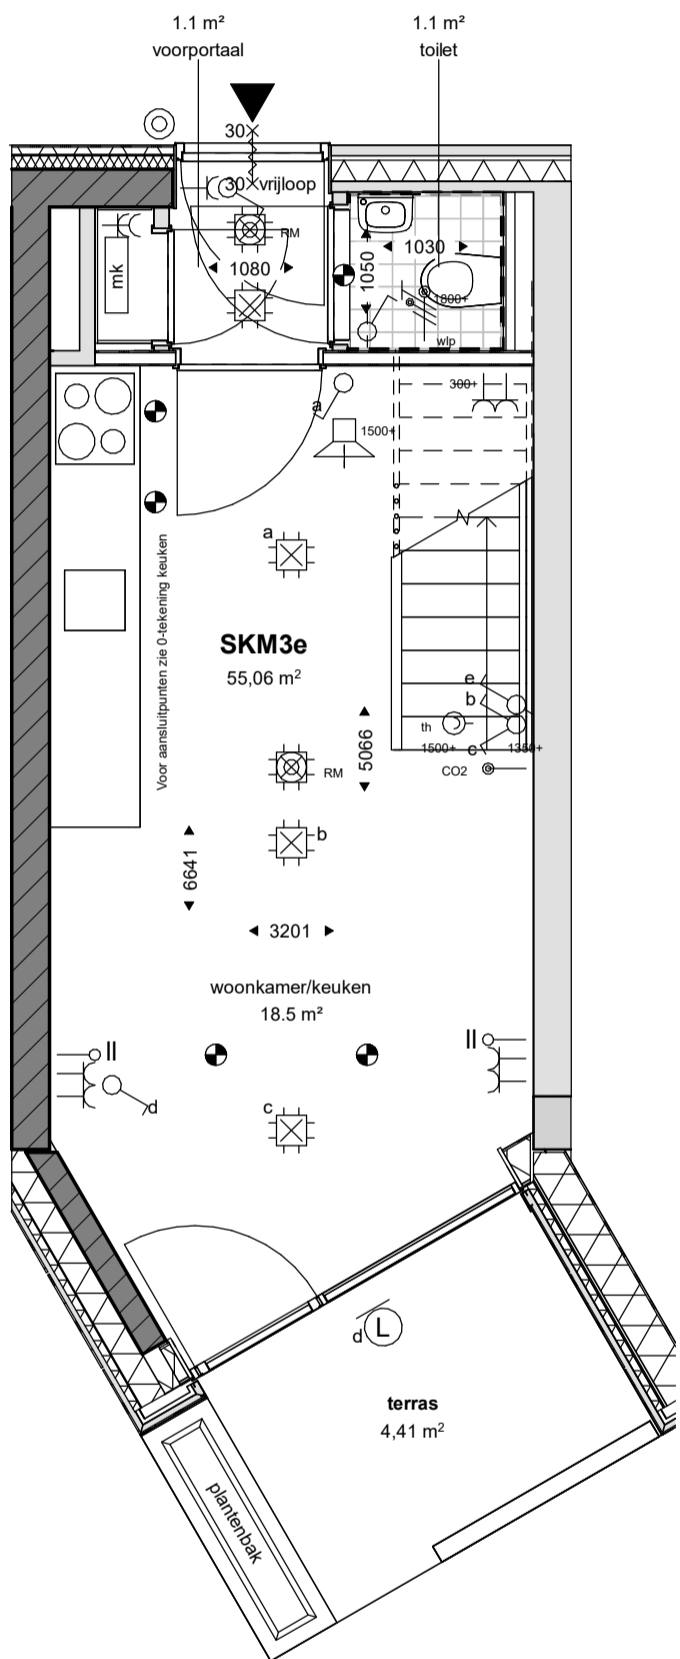 1.1 m²
voorportaal
1.1 m²
toilet
30
30 vrijloop
RM
mk
1080
1050
1030
1800+
wlp
300+
a
1500+
a
Voor aansluitpunten zie 0-tekening keuken
SKM3e
55,06 m²
e
b
th
1500+
c
1350+
CO2
5066
RM
b
6641
3201
woonkamer/keuken
18.5 m²
II
II
d
c
d
L
terras
4,41 m²
plantenbak